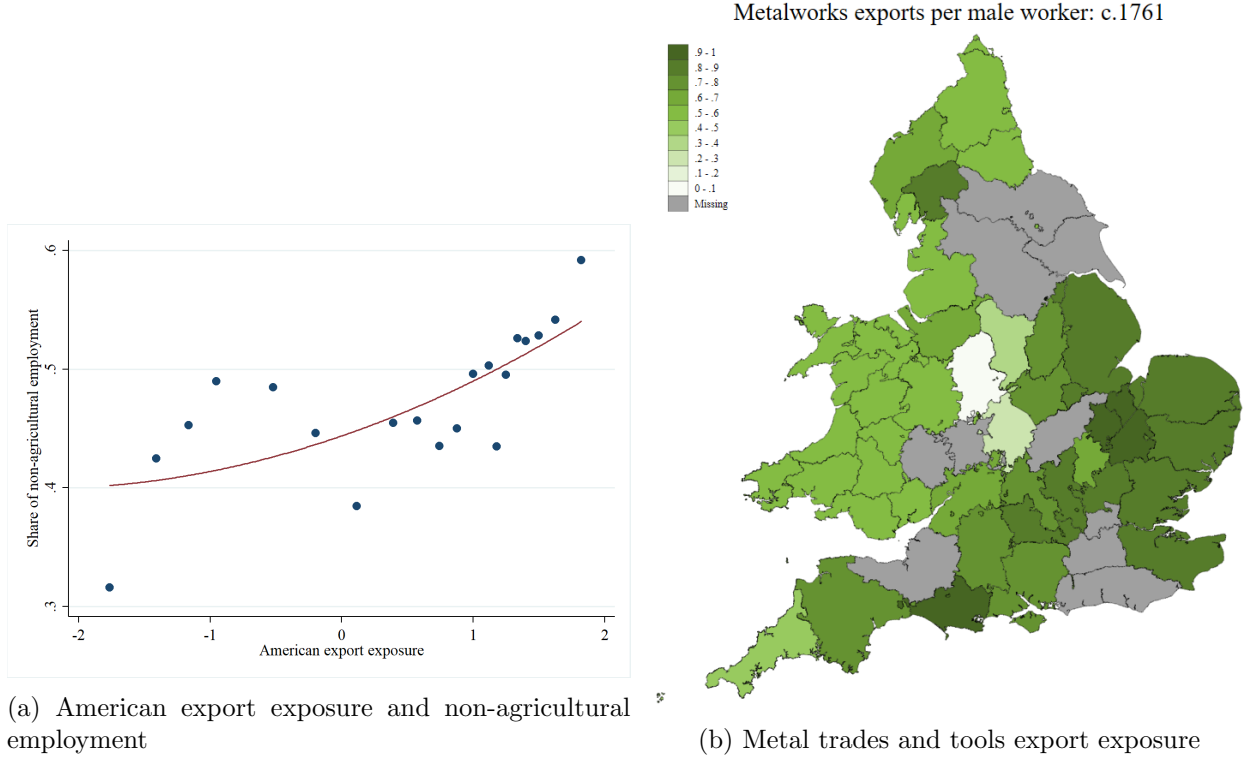 Metalworks exports per male worker: c.1761
.9 - 1
.8 - .9
.7 - .8
.6 - .7
.5 - .6
.4 - .5
.3 - .4
.2 - .3
.1 - .2
0 - .1
Missing
.6
.5
.4
.3
Share of non-agricultural employment
-2 -1 0 1 2
American export exposure
(a) American export exposure and non-agricultural
employment
(b) Metal trades and tools export exposure